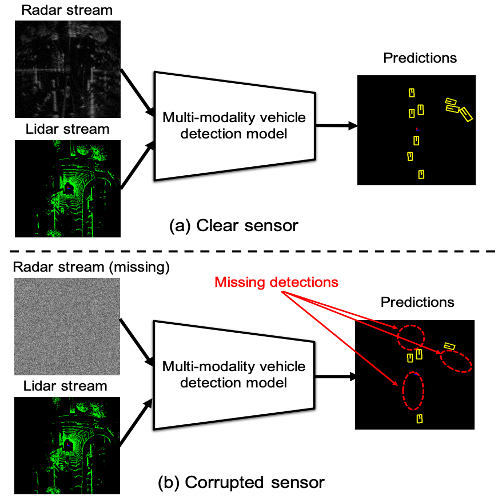 Radar stream
Predictions
Multi-modality vehicle
detection model
Lidar stream
(a) Clear sensor
Radar stream (missing)
Missing detections
Predictions
Multi-modality vehicle
detection model
Lidar stream
(b) Corrupted sensor